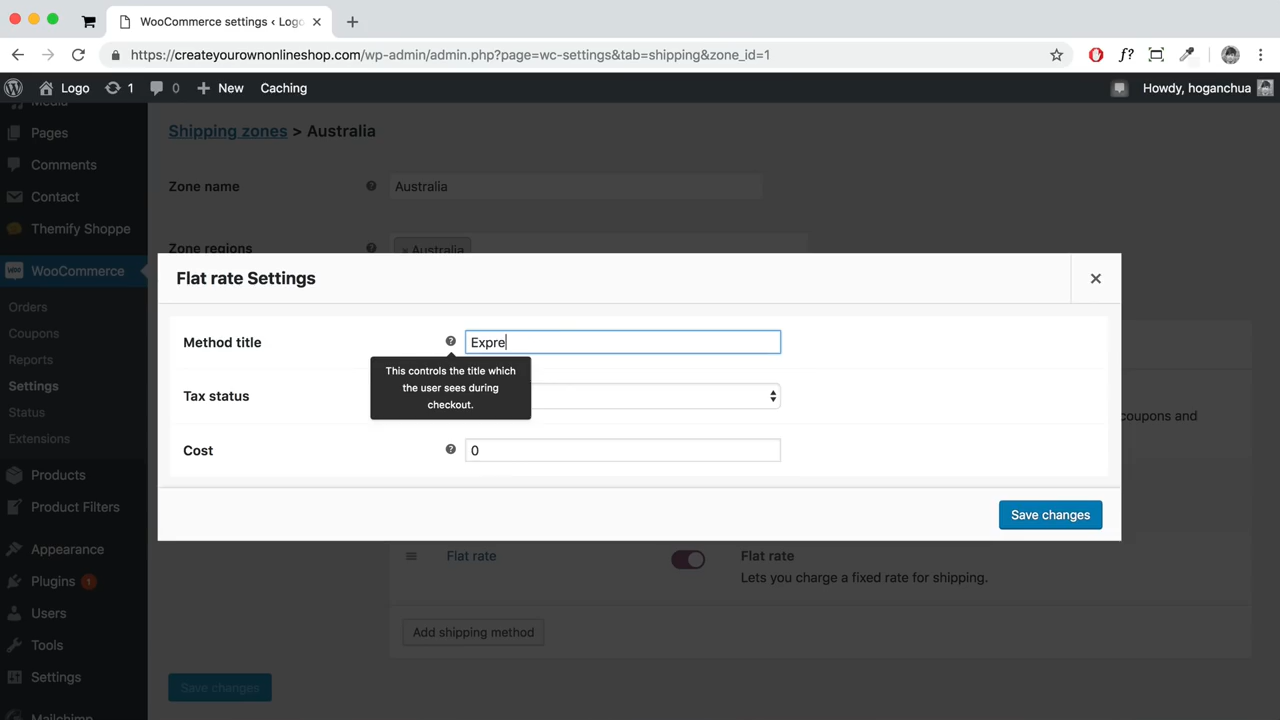 WooCommerce settings ‹ Logo
https://createyourownonlineshop.com/wp-admin/admin.php?page=wc-settings&tab=shipping&zone_id=1
f?
Logo
1
0
New
Caching
Howdy, hoganchua
Media
Pages
Comments
Contact
Themify Shoppe
WooCommerce
Orders
Coupons
Reports
Settings
Status
Extensions
Products
Product Filters
Appearance
Plugins 1
Users
Tools
Settings
Mailchimp
Shipping zones > Australia
Zone name
Australia
Zone regions
× Australia
Flat rate Settings
Method title
Expre
This controls the title which
the user sees during
checkout.
Tax status
Cost
0
Save changes
coupons and
Flat rate
Flat rate
Lets you charge a fixed rate for shipping.
Add shipping method
Save changes